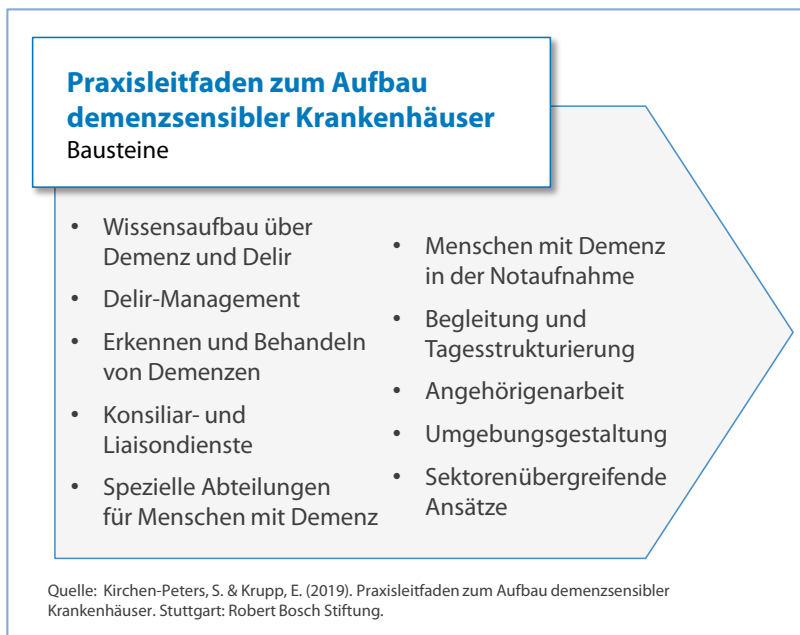 Praxisleitfaden zum Aufbau
demenzsensibler Krankenhäuser
Bausteine
• Wissensaufbau über
Demenz und Delir
• Delir-Management
• Erkennen und Behandeln
von Demenzen
• Konsiliar- und
Liaisondienste
• Spezielle Abteilungen
für Menschen mit Demenz
• Menschen mit Demenz
in der Notaufnahme
• Begleitung und
Tagesstrukturierung
• Angehörigenarbeit
• Umgebungsgestaltung
• Sektorenübergreifende
Ansätze
Quelle: Kirchen-Peters, S. & Krupp, E. (2019). Praxisleitfaden zum Aufbau demenzsensibler
Krankenhäuser. Stuttgart: Robert Bosch Stiftung.